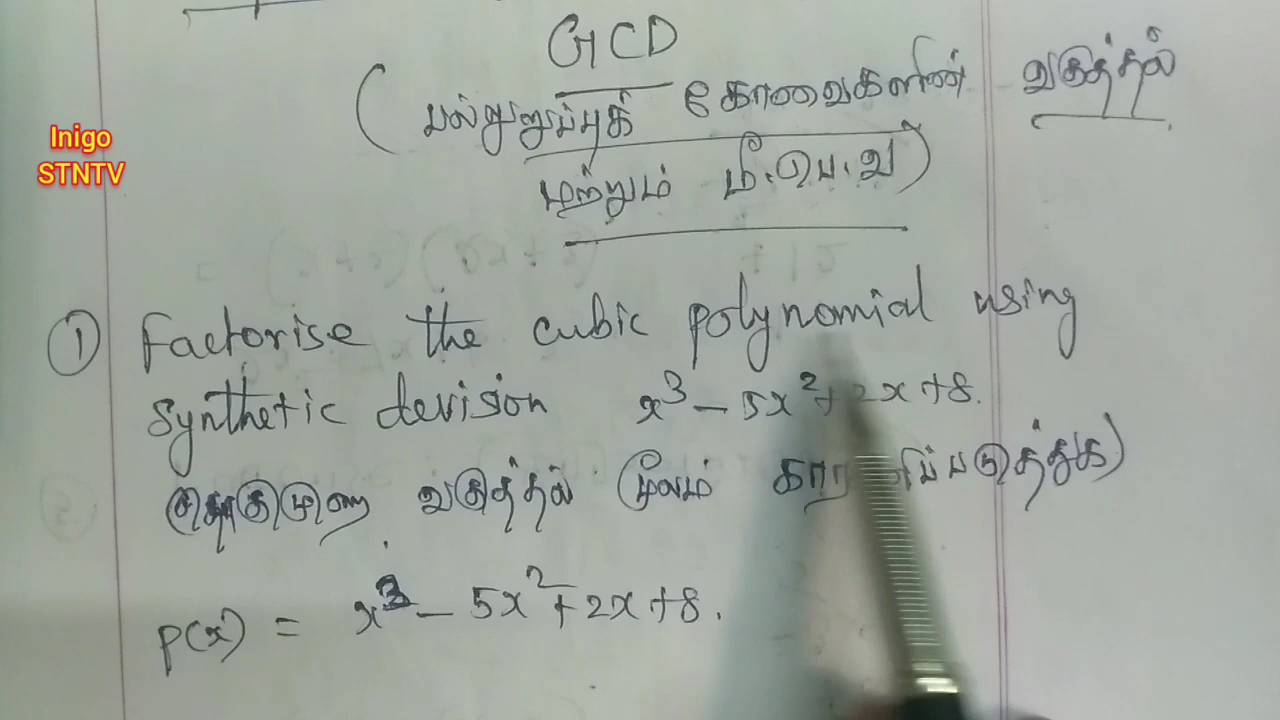 GCD
(பல்லுறுப்புக் கோவைகளின் வகுத்தல்
மற்றும் மீ.பெ.வ)
Inigo
STNTV
① Factorise the cubic polynomial using
synthetic devision x³ - 5x² + 2x + 8.
(தொகுமுறை வகுத்தல் மூலம்
p(x) = x³ - 5x² + 2x + 8.